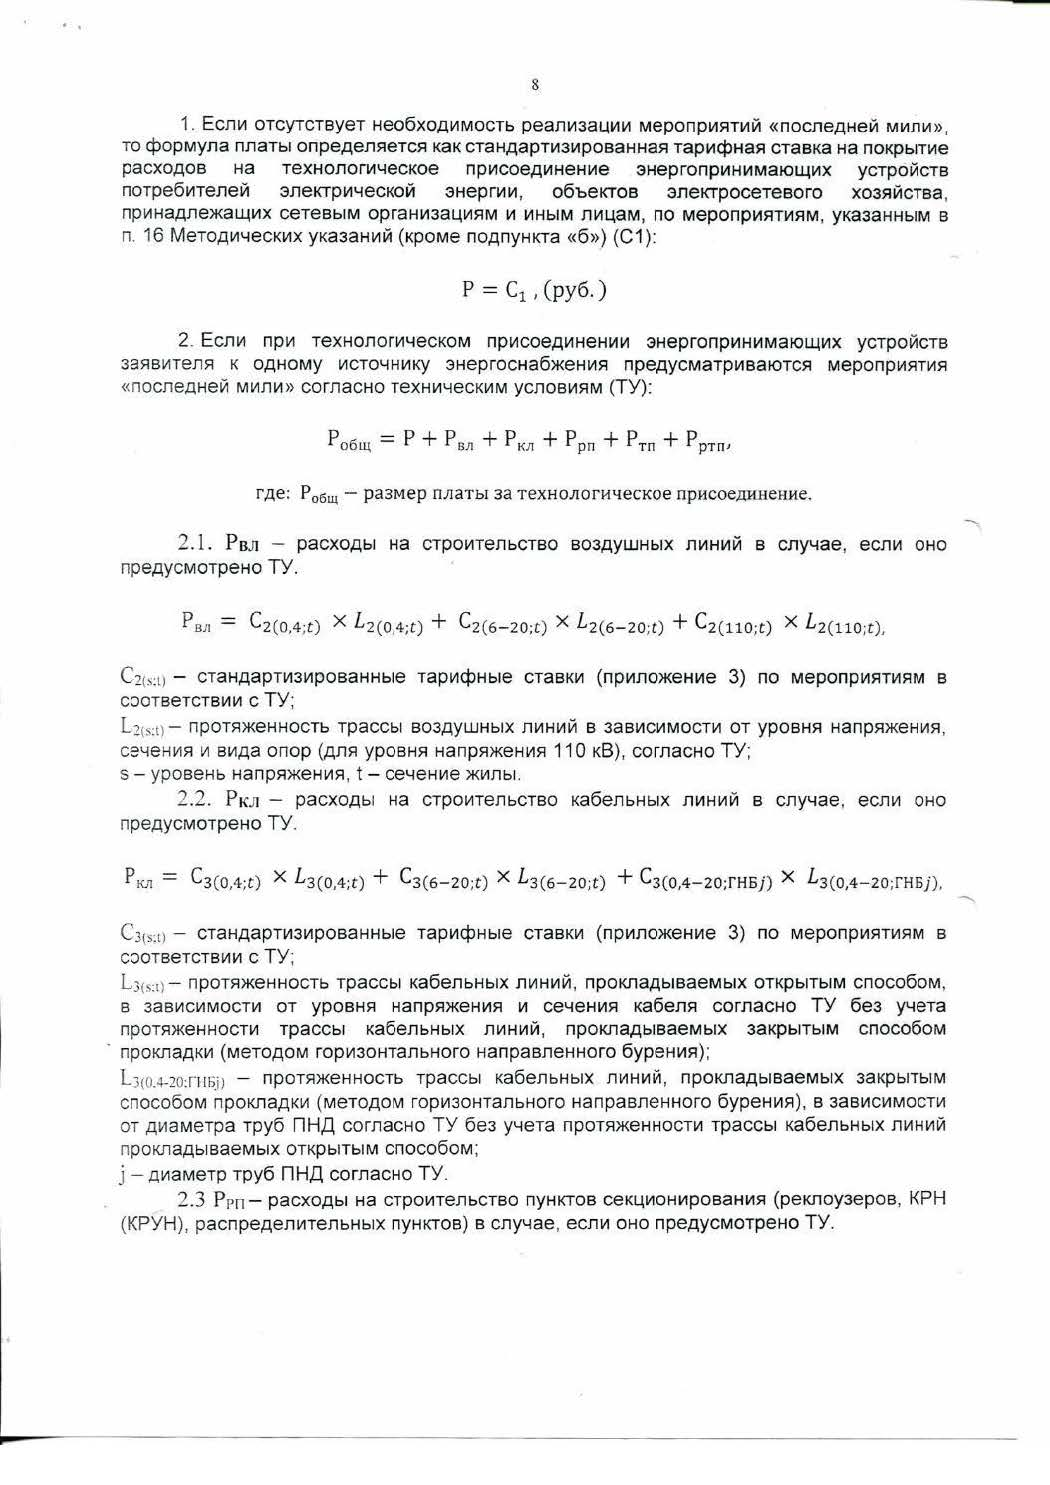 8
1. Если отсутствует необходимость реализации мероприятий «последней мили»,
то формула платы определяется как стандартизированная тарифная ставка на покрытие
расходов на технологическое присоединение энергопринимающих устройств
потребителей электрической энергии, объектов электросетевого хозяйства,
принадлежащих сетевым организациям и иным лицам, по мероприятиям, указанным в
п. 16 Методических указаний (кроме подпункта «б») (С1):
P = C₁ , (руб.)
2. Если при технологическом присоединении энергопринимающих устройств
заявителя к одному источнику энергоснабжения предусматриваются мероприятия
«последней мили» согласно техническим условиям (ТУ):
Pобщ = P + Pвл + Pкл + Pрп + Pтп + Pртп,
где: Pобщ – размер платы за технологическое присоединение.
2.1. Рвл – расходы на строительство воздушных линий в случае, если оно
предусмотрено ТУ.
Pвл = C2(0,4;t) × L2(0,4;t) + C2(6−20;t) × L2(6−20;t) + C2(110;t) × L2(110;t),
C2(s;t) – стандартизированные тарифные ставки (приложение 3) по мероприятиям в
соответствии с ТУ;
L2(s;t) – протяженность трассы воздушных линий в зависимости от уровня напряжения,
сечения и вида опор (для уровня напряжения 110 кВ), согласно ТУ;
s – уровень напряжения, t – сечение жилы.
2.2. Ркл – расходы на строительство кабельных линий в случае, если оно
предусмотрено ТУ.
Pкл = C3(0,4;t) × L3(0,4;t) + C3(6−20;t) × L3(6−20;t) + C3(0,4−20;ГНБj) × L3(0,4−20;ГНБj),
C3(s;t) – стандартизированные тарифные ставки (приложение 3) по мероприятиям в
соответствии с ТУ;
L3(s;t) – протяженность трассы кабельных линий, прокладываемых открытым способом,
в зависимости от уровня напряжения и сечения кабеля согласно ТУ без учета
протяженности трассы кабельных линий, прокладываемых закрытым способом
прокладки (методом горизонтального направленного бурения);
L3(0,4-20;ГНБj) – протяженность трассы кабельных линий, прокладываемых закрытым
способом прокладки (методом горизонтального направленного бурения), в зависимости
от диаметра труб ПНД согласно ТУ без учета протяженности трассы кабельных линий
прокладываемых открытым способом;
j – диаметр труб ПНД согласно ТУ.
2.3 Ррп – расходы на строительство пунктов секционирования (реклоузеров, КРН
(КРУН), распределительных пунктов) в случае, если оно предусмотрено ТУ.